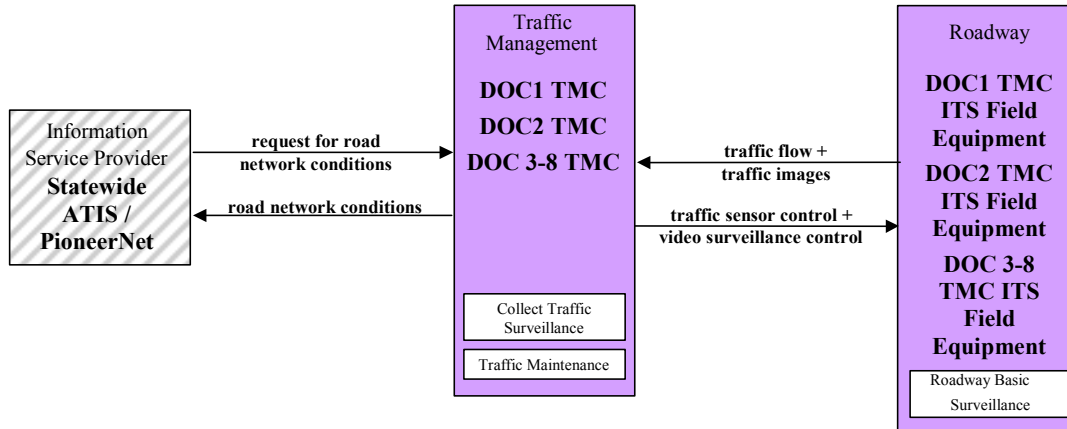 Information
Service Provider
Statewide
ATIS /
PioneerNet
request for road
network conditions
road network conditions
Traffic
Management
DOC1 TMC
DOC2 TMC
DOC 3-8 TMC
Collect Traffic
Surveillance
Traffic Maintenance
traffic flow +
traffic images
traffic sensor control +
video surveillance control
Roadway
DOC1 TMC
ITS Field
Equipment
DOC2 TMC
ITS Field
Equipment
DOC 3-8
TMC ITS
Field
Equipment
Roadway Basic
Surveillance